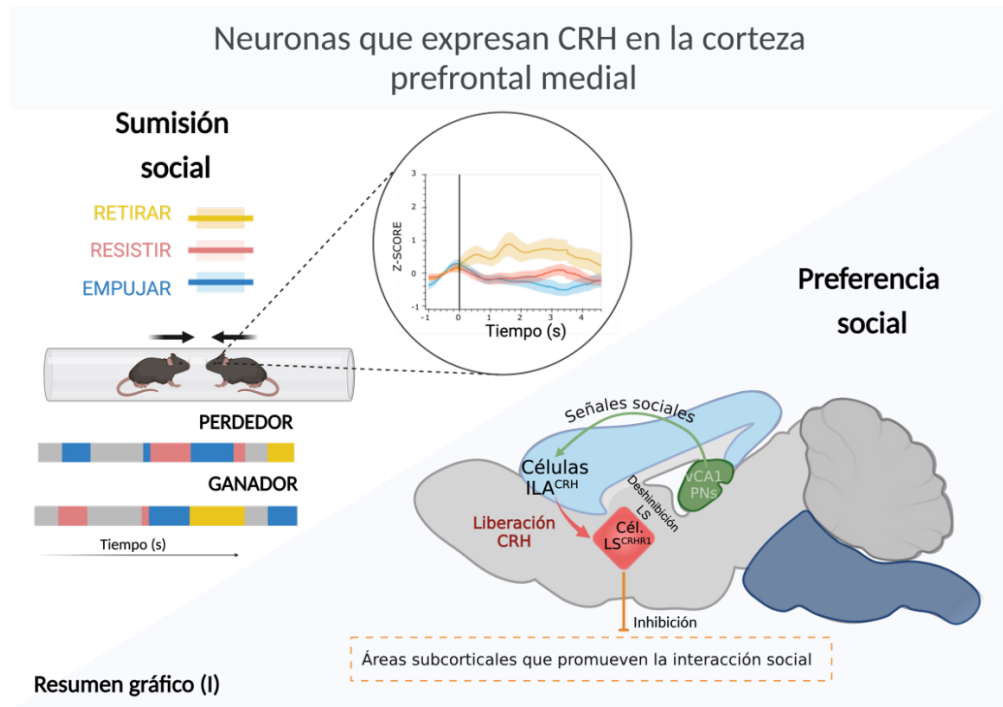 Neuronas que expresan CRH en la corteza
prefrontal medial
Sumisión
social
RETIRAR
RESISTIR
EMPUJAR
Z-SCORE
3
2
1
0
-1
-1
0
1
2
3
4
Tiempo (s)
PERDEDOR
GANADOR
Tiempo (s)
Preferencia
social
Señales sociales
Células
ILA^CRH
VCA1
PNs
Deshinibición
LS
Liberación
CRH
Cél.
LS^CRHR1
Inhibición
Áreas subcorticales que promueven la interacción social
Resumen gráfico (I)